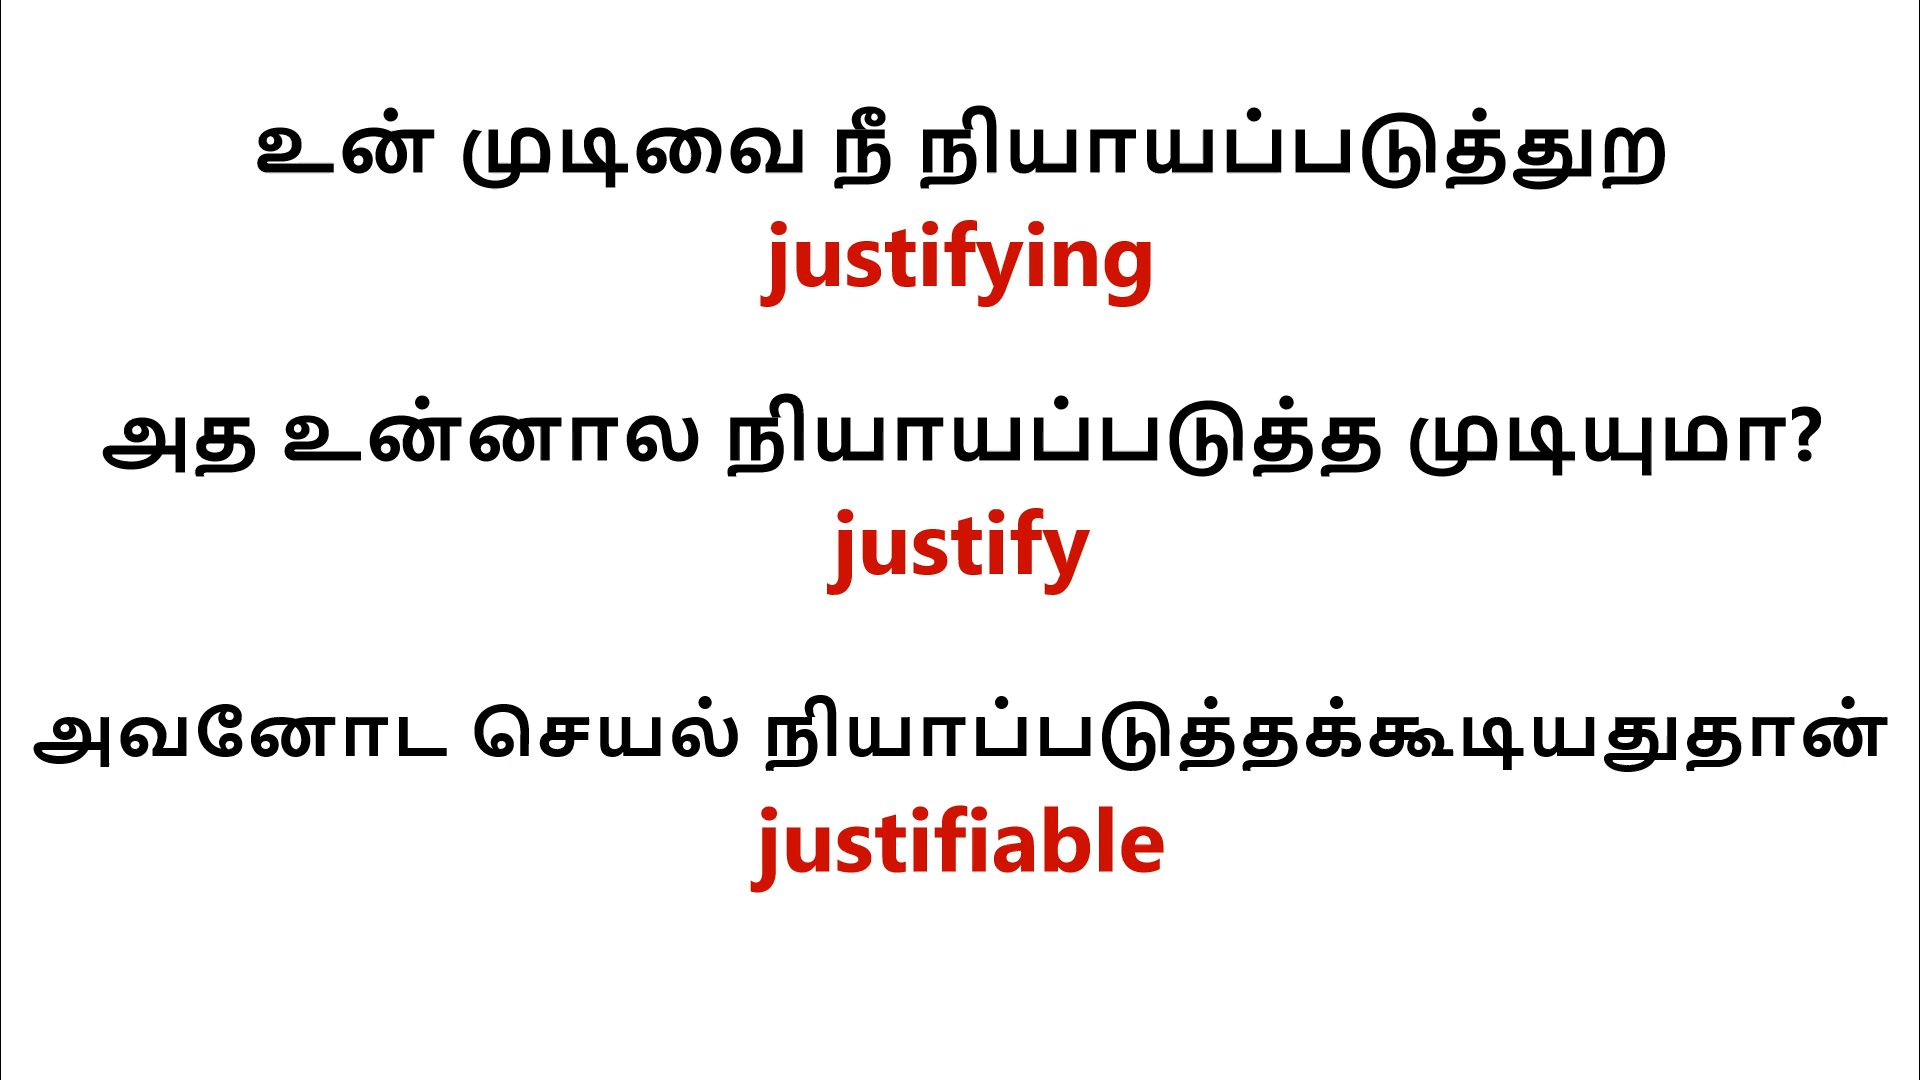 உன் முடிவை நீ நியாயப்படுத்துற
justifying
அத உன்னால நியாயப்படுத்த முடியுமா?
justify
அவனோட செயல் நியாப்படுத்தக்கூடியதுதான்
justifiable